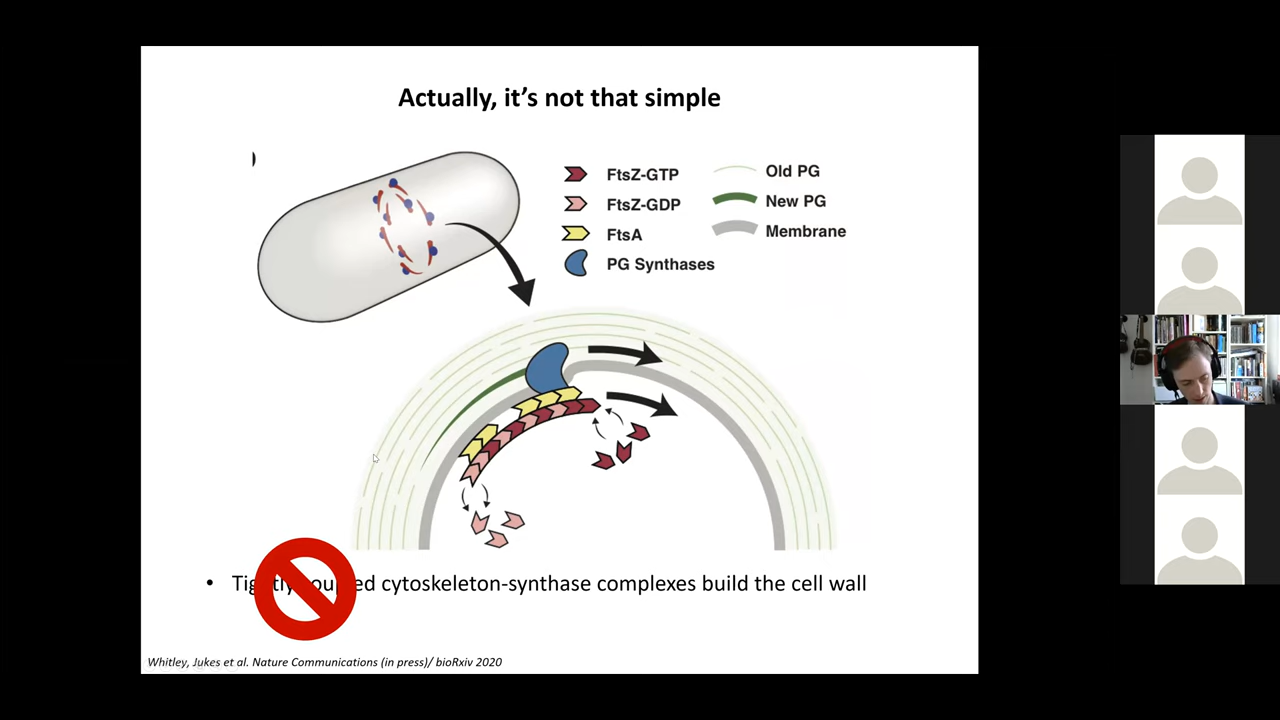 Actually, it's not that simple
FtsZ-GTP
FtsZ-GDP
FtsA
PG Synthases
Old PG
New PG
Membrane
• Tightly coupled cytoskeleton-synthase complexes build the cell wall
Whitley, Jukes et al. Nature Communications (in press)/ bioRxiv 2020